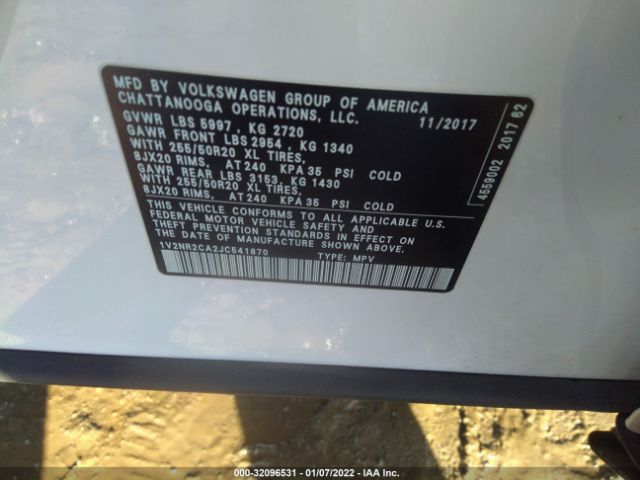 MFD BY VOLKSWAGEN GROUP OF AMERICA
CHATTANOOGA OPERATIONS, LLC. 11/2017
GVWR LBS 5997 , KG 2720
GAWR FRONT LBS 2954 , KG 1340
WITH 255/50R20 XL TIRES,
8JX20 RIMS, AT 240 KPA 35 PSI COLD
GAWR REAR LBS 3153, KG 1430
WITH 255/50R20 XL TIRES,
8JX20 RIMS, AT 240 KPA 35 PSI COLD
THIS VEHICLE CONFORMS TO ALL APPLICABLE U.S.
FEDERAL MOTOR VEHICLE SAFETY AND
THEFT PREVENTION STANDARDS IN EFFECT ON
THE DATE OF MANUFACTURE SHOWN ABOVE.
1V2NR2CA2JC541870 TYPE: MPV
4559002 2017 62
000-32096531 - 01/07/2022 - IAA Inc.